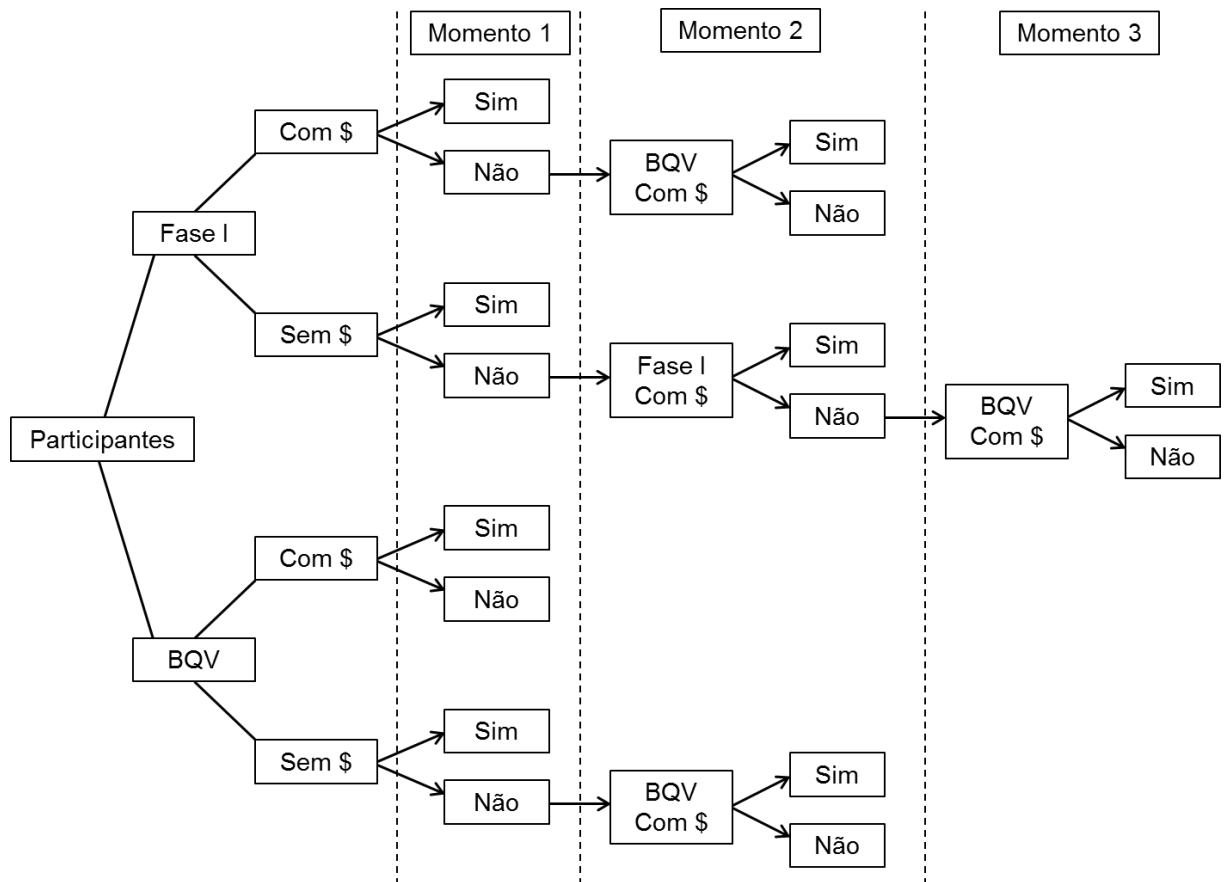 Momento 1
Momento 2
Momento 3
Sim
Com $
Não
BQV
Com $
Sim
Não
Fase I
Sim
Sem $
Não
Fase I
Com $
Sim
Não
BQV
Com $
Sim
Não
Participantes
Sim
Com $
Não
BQV
Sim
Sem $
Não
BQV
Com $
Sim
Não